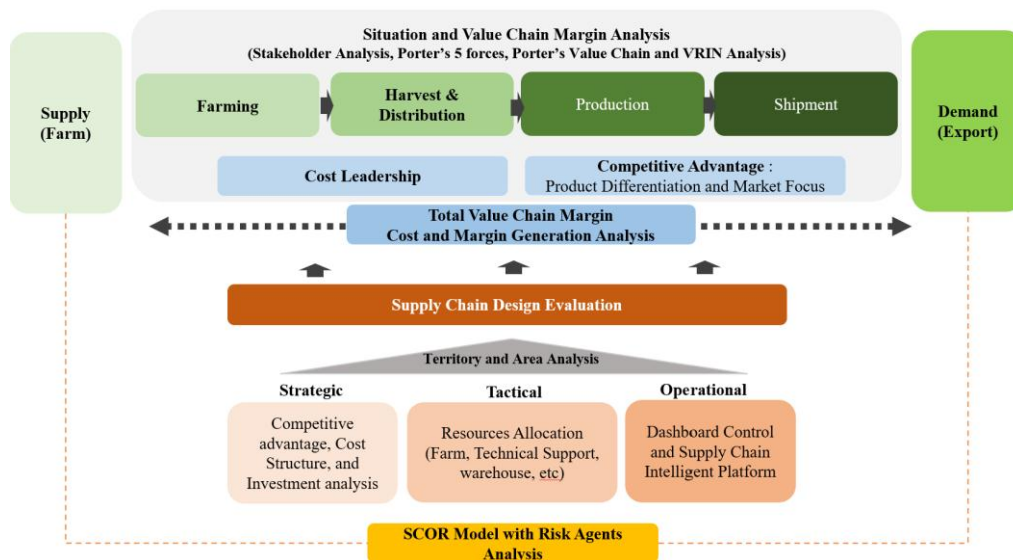 Situation and Value Chain Margin Analysis
(Stakeholder Analysis, Porter's 5 forces, Porter's Value Chain and VRIN Analysis)
Supply
(Farm)
Farming
Harvest &
Distribution
Production
Shipment
Demand
(Export)
Cost Leadership
Competitive Advantage :
Product Differentiation and Market Focus
Total Value Chain Margin
Cost and Margin Generation Analysis
Supply Chain Design Evaluation
Territory and Area Analysis
Strategic
Tactical
Operational
Competitive
advantage, Cost
Structure, and
Investment analysis
Resources Allocation
(Farm, Technical Support,
warehouse, etc)
Dashboard Control
and Supply Chain
Intelligent Platform
SCOR Model with Risk Agents
Analysis